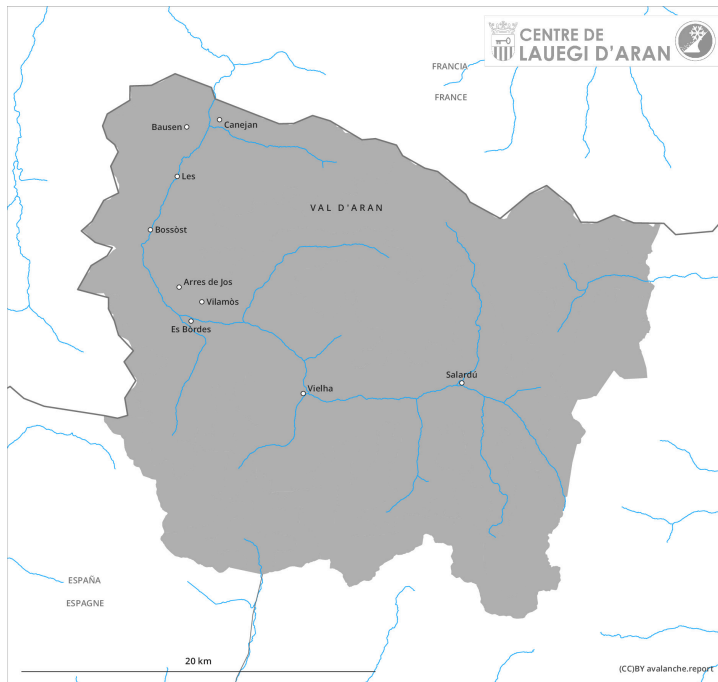 CENTRE DE
LAUEGI D'ARAN
FRANCIA
FRANCE
Canejan
Bausen
Les
VAL D'ARAN
Bossòst
Arres de Jos
Vilamòs
Es Bòrdes
Salardú
Vielha
ESPAÑA
ESPAGNE
20 km
(CC)BY avalanche.report